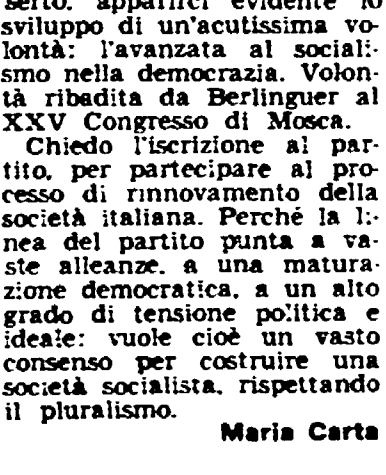 serto, apparirci evidente lo
sviluppo di un'acutissima vo-
lontà: l'avanzata al sociali-
smo nella democrazia. Volon-
tà ribadita da Berlinguer al
XXV Congresso di Mosca.
Chiedo l'iscrizione al par-
tito, per partecipare al pro-
cesso di rinnovamento della
società italiana. Perché la li-
nea del partito punta a va-
ste alleanze, a una matura-
zione democratica, a un alto
grado di tensione politica e
ideale: vuole cioè un vasto
consenso per costruire una
società socialista, rispettando
il pluralismo.
Maria Carta